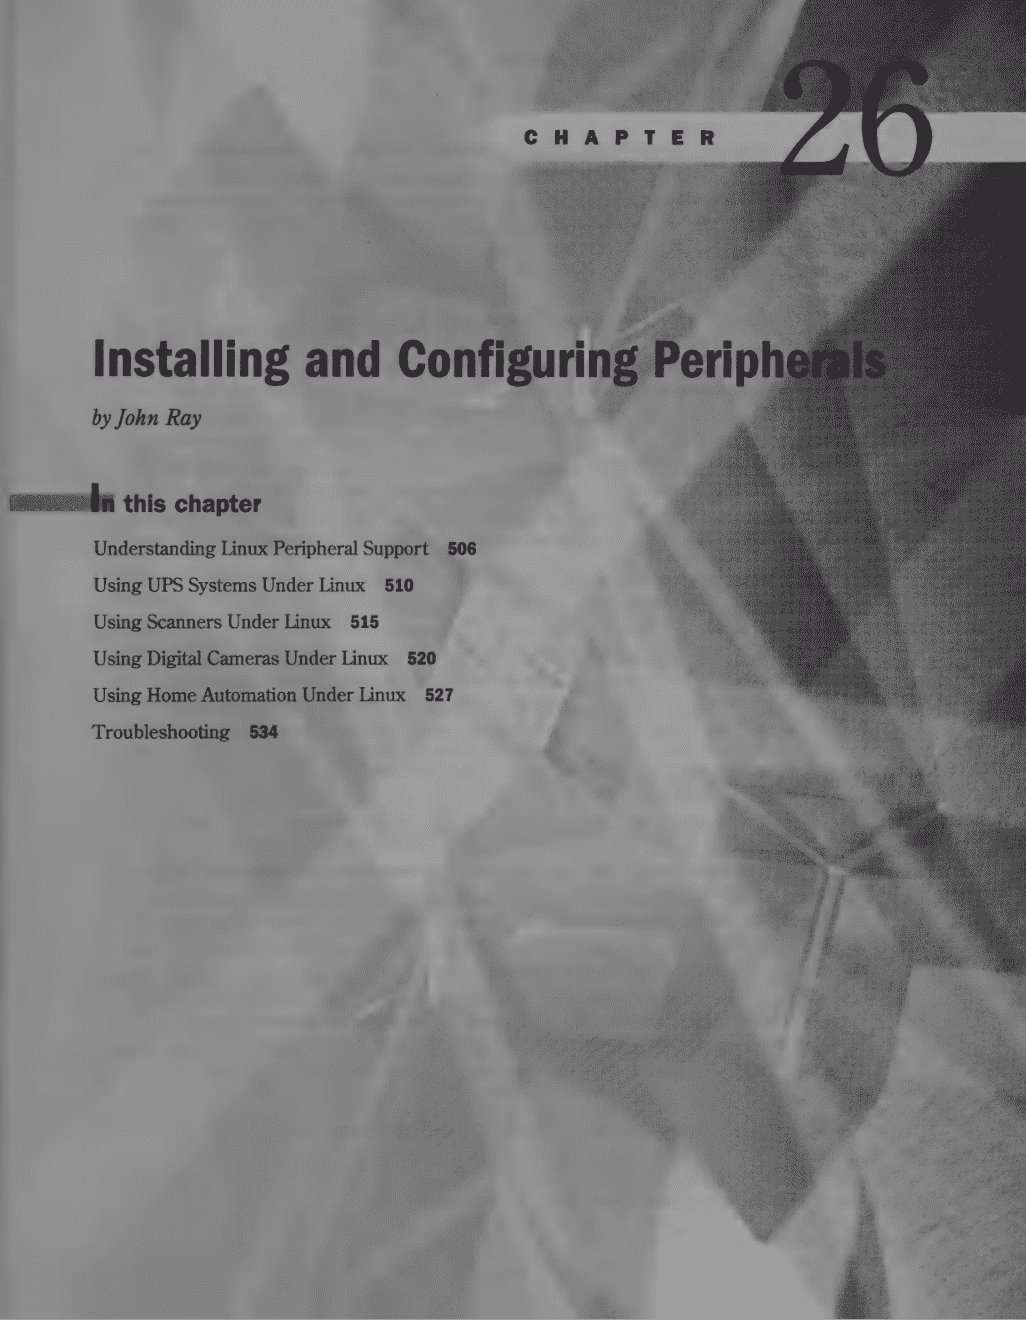 CHAPTER 26
Installing and Configuring Peripherals
by John Ray
In this chapter
Understanding Linux Peripheral Support 506
Using UPS Systems Under Linux 510
Using Scanners Under Linux 515
Using Digital Cameras Under Linux 520
Using Home Automation Under Linux 527
Troubleshooting 534